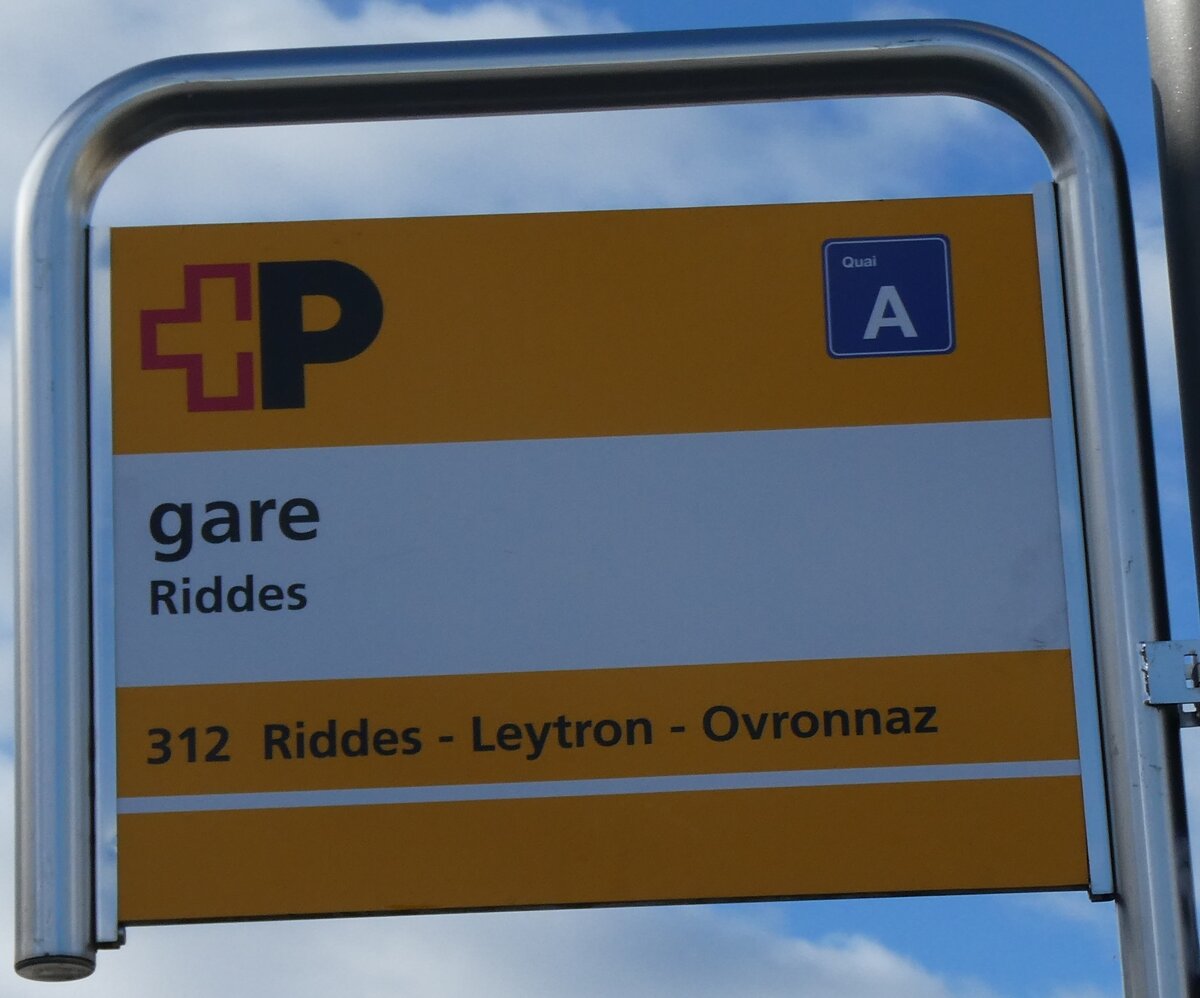 P
Quai
A
gare
Riddes
312 Riddes - Leytron - Ovronnaz